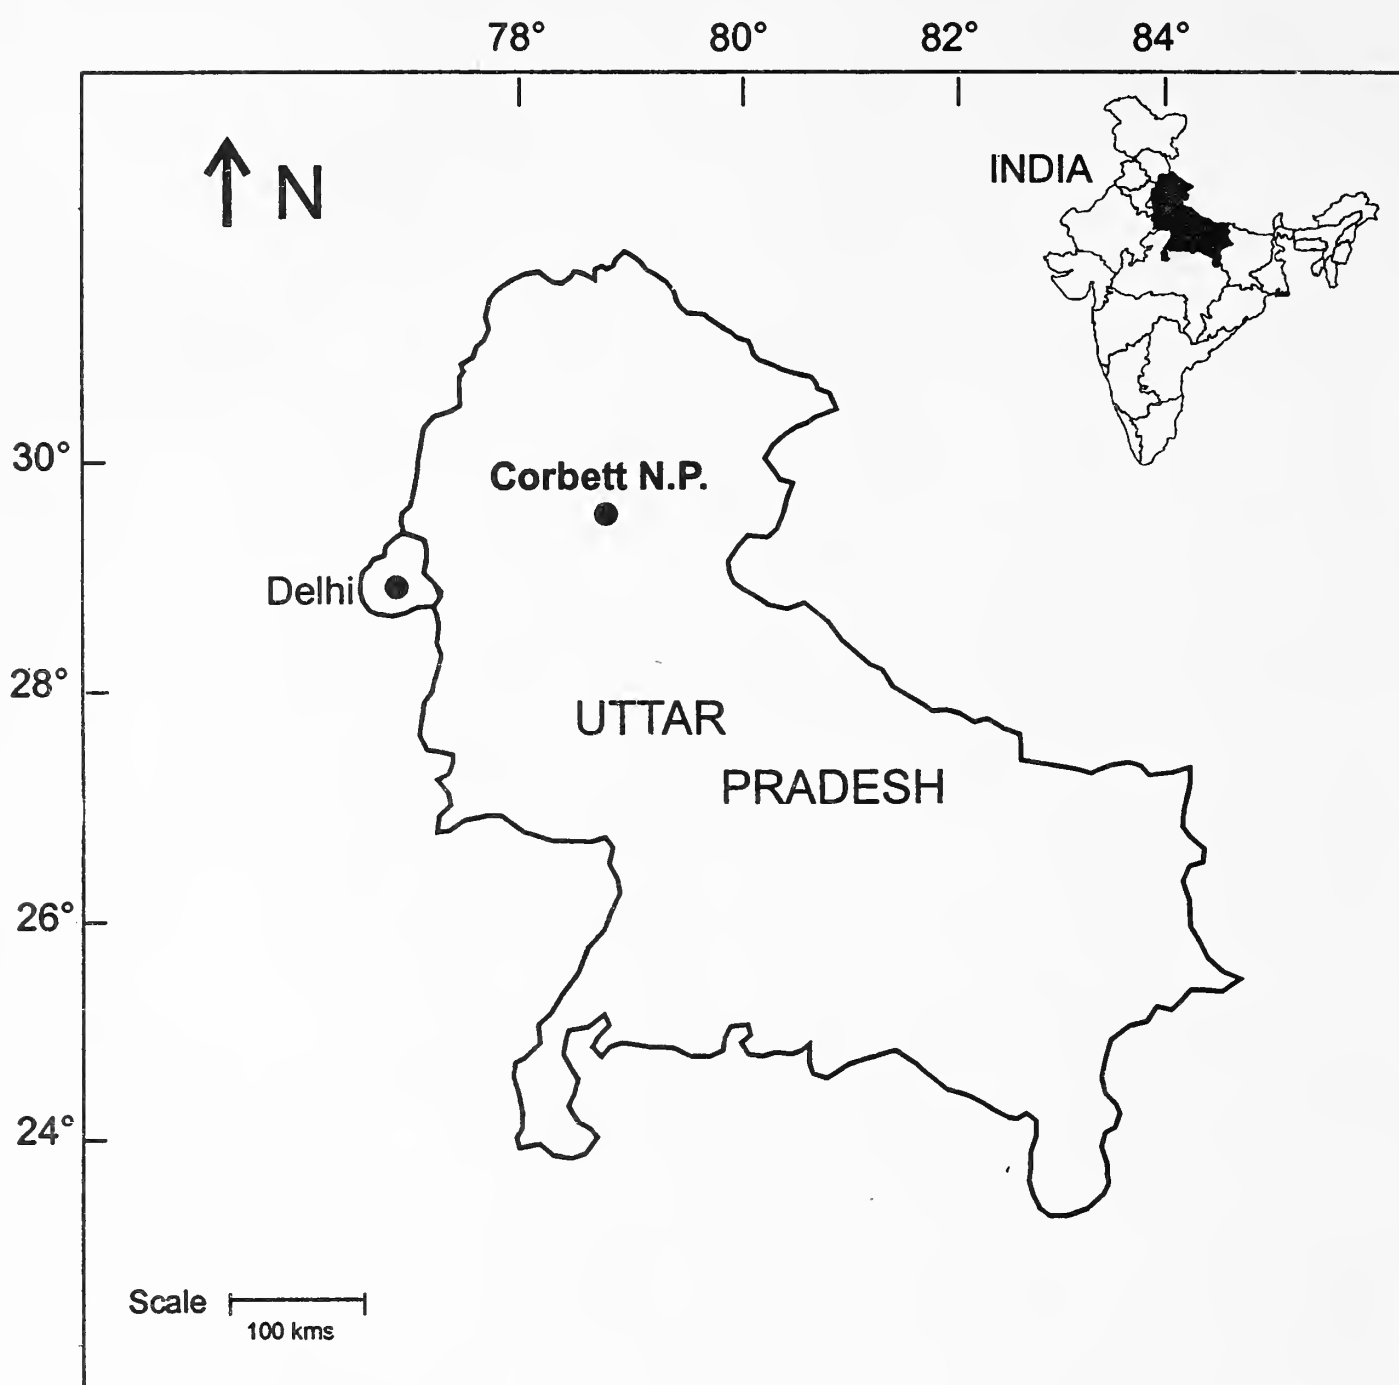 78° 80° 82° 84°
N
INDIA
30°
Corbett N.P.
Delhi
28°
UTTAR
PRADESH
26°
24°
Scale
100 kms